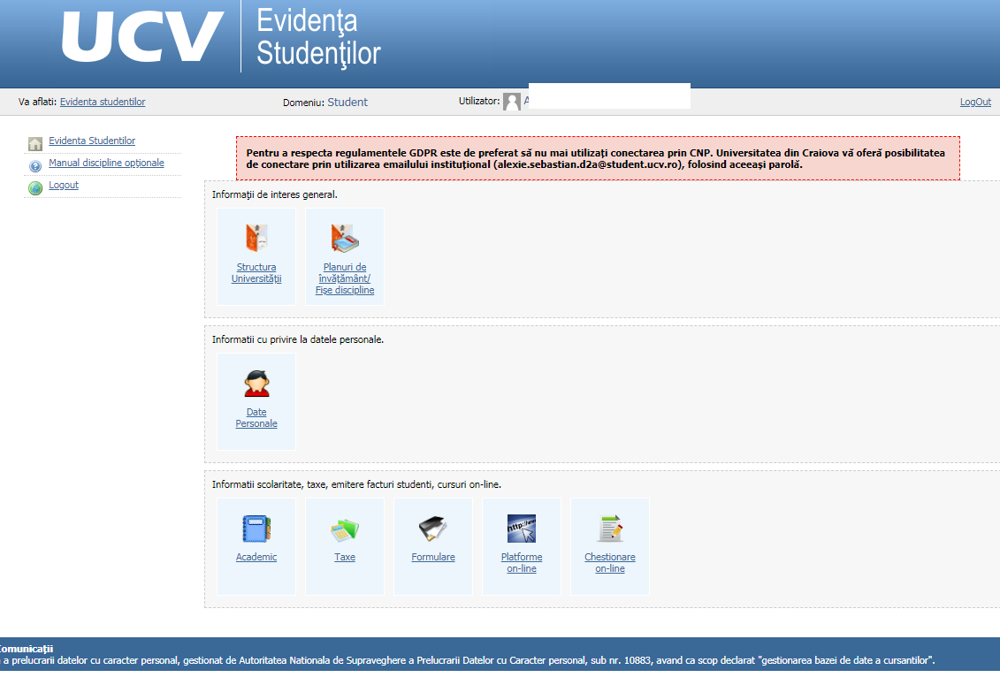 UCV
Evidenţa
Studenţilor
Va aflati: Evidenta studentilor
Domeniu: Student
Utilizator:
LogOut
Evidenta Studentilor
Manual discipline opționale
Logout
Pentru a respecta regulamentele GDPR este de preferat să nu mai utilizați conectarea prin CNP. Universitatea din Craiova vă oferă posibilitatea
de conectare prin utilizarea emailului instituțional (alexie.sebastian.d2a@student.ucv.ro), folosind aceeași parolă.
Informaţii de interes general.
Structura
Universităţii
Planuri de
învăţământ/
Fişe discipline
Informatii cu privire la datele personale.
Date
Personale
Informatii scolaritate, taxe, emitere facturi studenti, cursuri on-line.
Academic
Taxe
Formulare
http://www
Platforme
on-line
Chestionare
on-line
omunicaţii
a prelucrarii datelor cu caracter personal, gestionat de Autoritatea Nationala de Supraveghere a Prelucrarii Datelor cu Caracter personal, sub nr. 10883, avand ca scop declarat "gestionarea bazei de date a cursantilor".